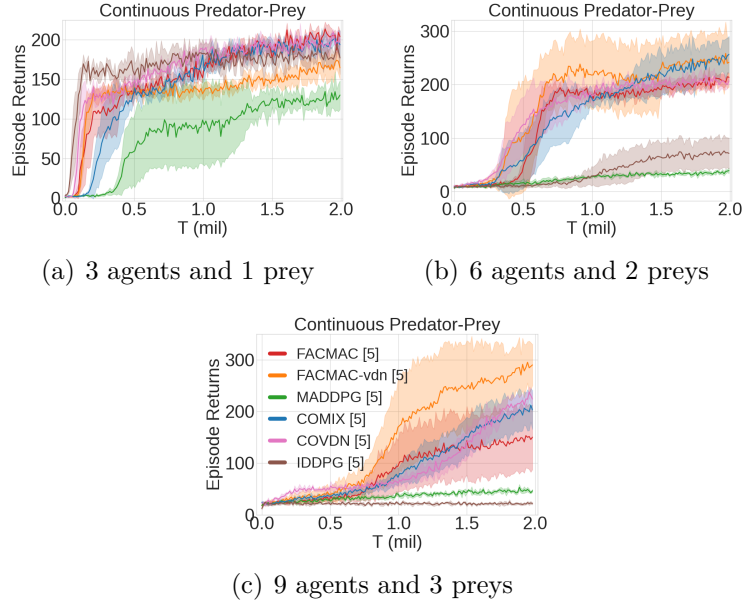 Continuous Predator-Prey
Episode Returns
200
150
100
50
0
0.0 0.5 1.0 1.5 2.0
T (mil)
(a) 3 agents and 1 prey
Continuous Predator-Prey
Episode Returns
300
200
100
0
0.0 0.5 1.0 1.5 2.0
T (mil)
(b) 6 agents and 2 preys
Continuous Predator-Prey
Episode Returns
300
200
100
0
FACMAC [5]
FACMAC-vdn [5]
MADDPG [5]
COMIX [5]
COVDN [5]
IDDPG [5]
0.0 0.5 1.0 1.5 2.0
T (mil)
(c) 9 agents and 3 preys